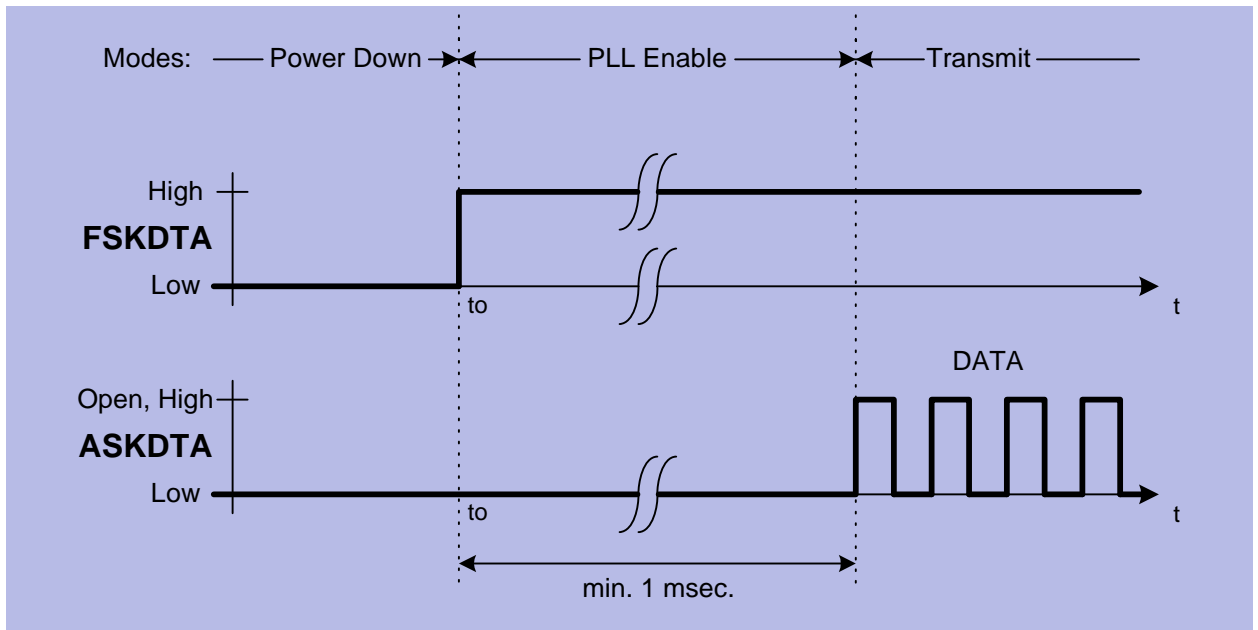 Modes: Power Down PLL Enable Transmit
High
FSKDTA
Low
to
t
DATA
Open, High
ASKDTA
Low
to
t
min. 1 msec.